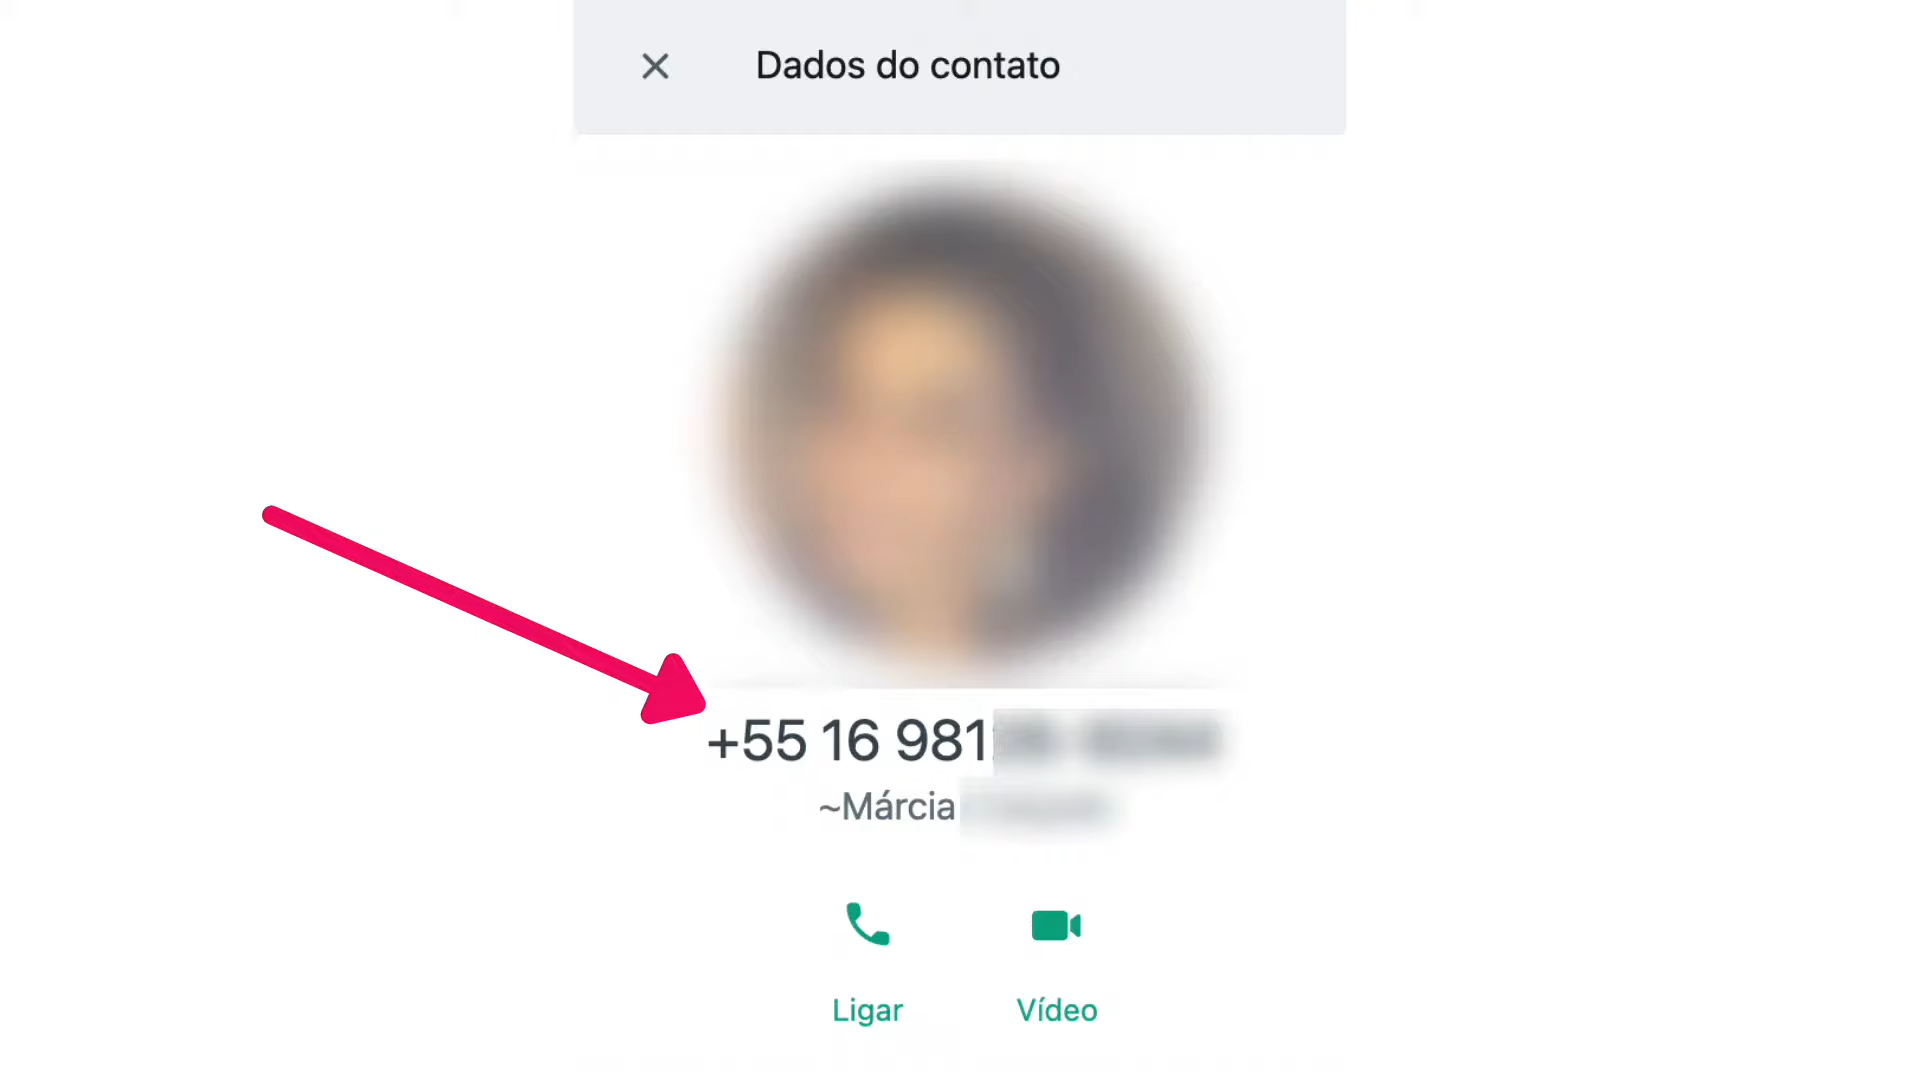 Dados do contato
+55 16 981
~Márcia
Ligar
Vídeo